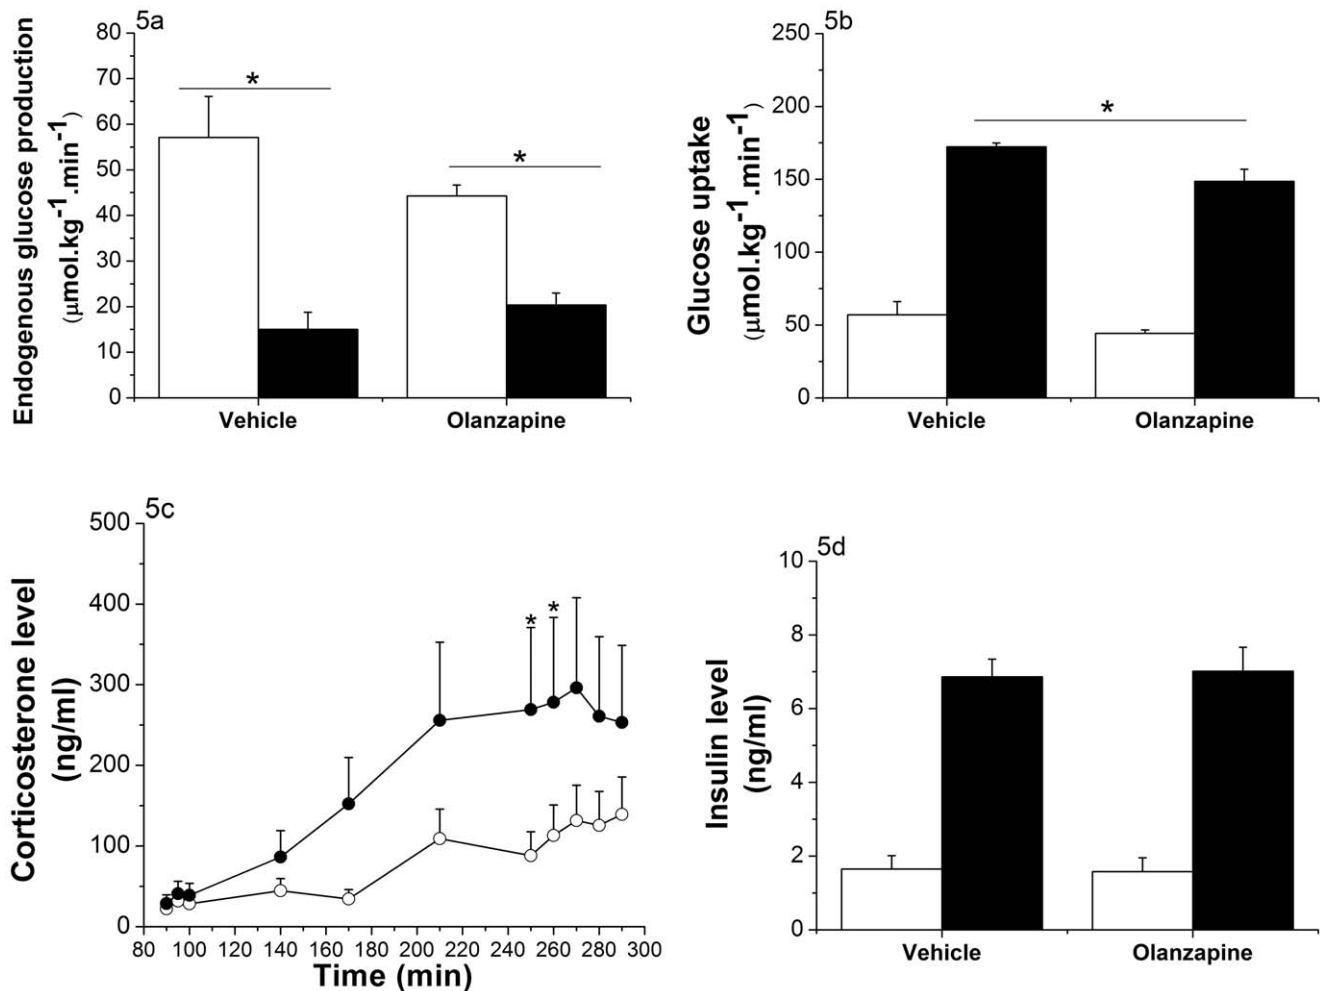 5a
Endogenous glucose production
(μmol.kg⁻¹.min⁻¹)
80
70
60
50
40
30
20
10
0
*
*
Vehicle
Olanzapine
5b
Glucose uptake
(μmol.kg⁻¹.min⁻¹)
250
200
150
100
50
0
*
Vehicle
Olanzapine
5c
Corticosterone level
(ng/ml)
500
400
300
200
100
0
*
*
80 100 120 140 160 180 200 220 240 260 280 300
Time (min)
5d
Insulin level
(ng/ml)
10
8
6
4
2
0
Vehicle
Olanzapine